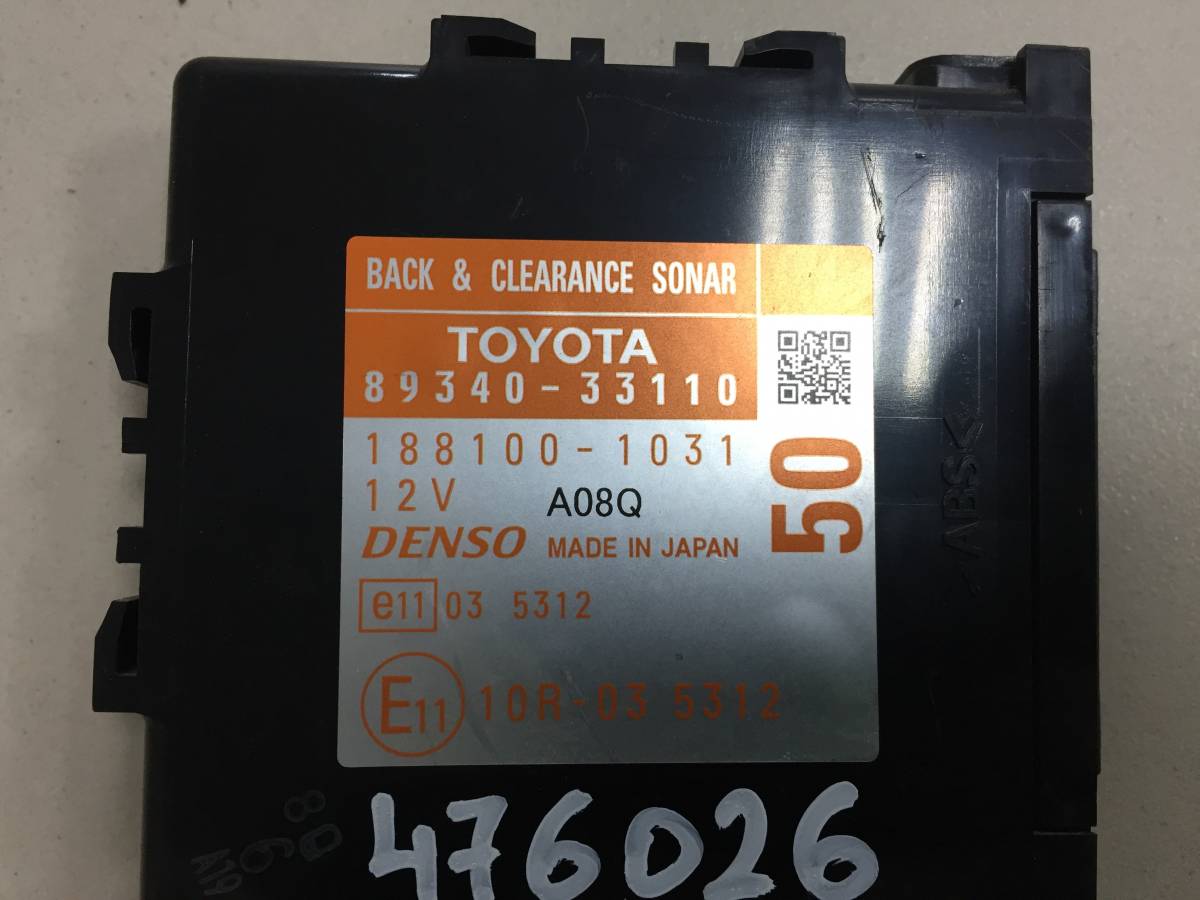 BACK & CLEARANCE SONAR
TOYOTA
89340-33110
188100-1031
50
12V A08Q
DENSO MADE IN JAPAN
e11 03 5312
E11 10R-03 5312
>ABS<
476026